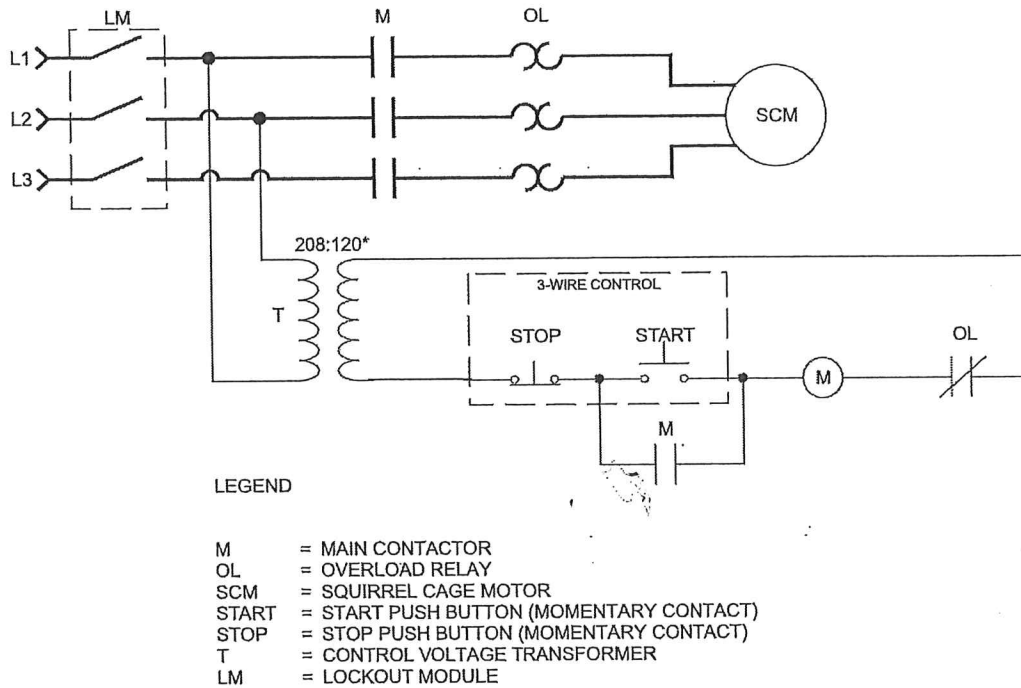 LM
M
OL
L1
L2
SCM
L3
208:120*
3-WIRE CONTROL
T
STOP
START
OL
M
M
LEGEND
M = MAIN CONTACTOR
OL = OVERLOAD RELAY
SCM = SQUIRREL CAGE MOTOR
START = START PUSH BUTTON (MOMENTARY CONTACT)
STOP = STOP PUSH BUTTON (MOMENTARY CONTACT)
T = CONTROL VOLTAGE TRANSFORMER
LM = LOCKOUT MODULE